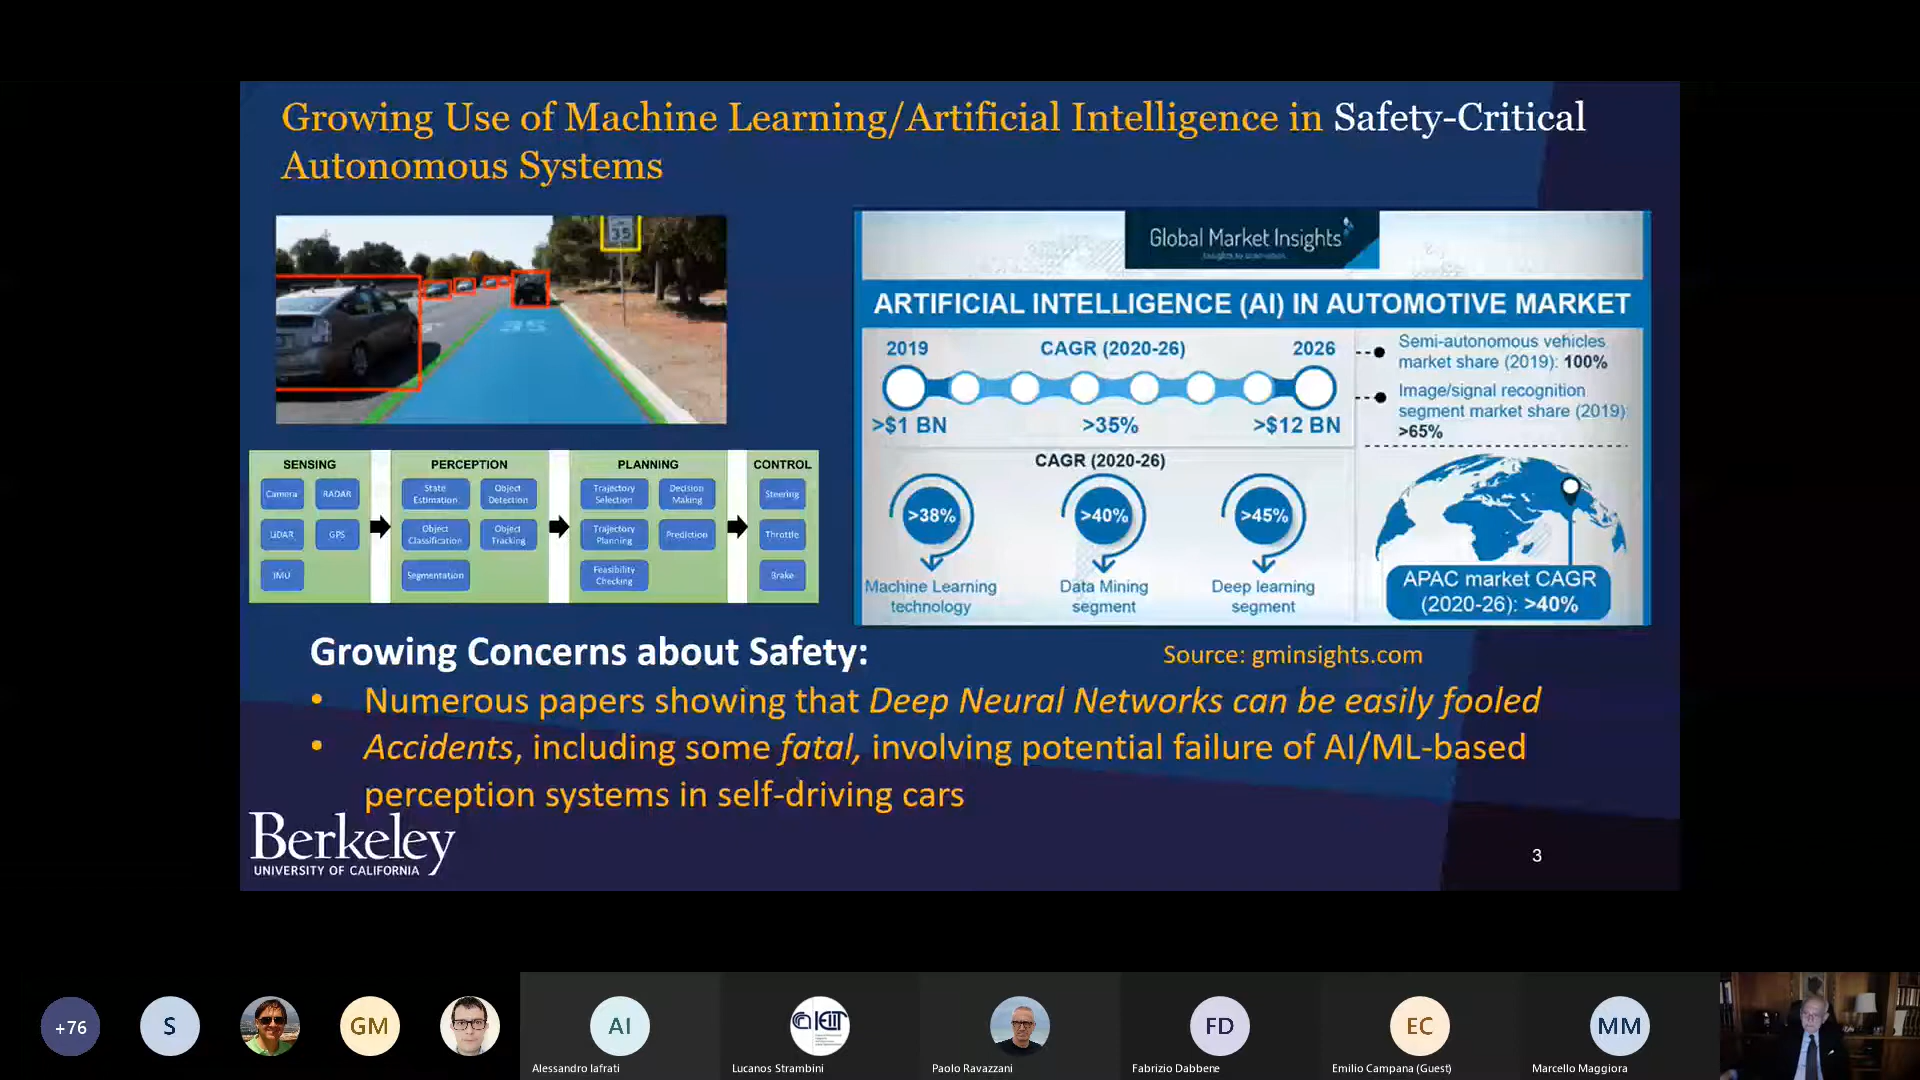 Growing Use of Machine Learning/Artificial Intelligence in Safety-Critical
Autonomous Systems
35
35
SENSING
Camera
RADAR
LiDAR
GPS
IMU
PERCEPTION
State
Estimation
Object
Detection
Object
Classification
Object
Tracking
Segmentation
PLANNING
Trajectory
Selection
Decision
Making
Trajectory
Planning
Prediction
Feasibility
Checking
CONTROL
Steering
Throttle
Brake
Global Market Insights
ARTIFICIAL INTELLIGENCE (AI) IN AUTOMOTIVE MARKET
2019
CAGR (2020-26)
2026
>$1 BN
>35%
>$12 BN
Semi-autonomous vehicles
market share (2019): 100%
Image/signal recognition
segment market share (2019)
>65%
CAGR (2020-26)
>38%
>40%
>45%
Machine Learning
technology
Data Mining
segment
Deep learning
segment
APAC market CAGR
(2020-26): >40%
Growing Concerns about Safety:
Source: gminsights.com
• Numerous papers showing that Deep Neural Networks can be easily fooled
• Accidents, including some fatal, involving potential failure of AI/ML-based
perception systems in self-driving cars
Berkeley
UNIVERSITY OF CALIFORNIA
3
+76
S
GM
AI
Alessandro Iafrati
Lucanos Strambini
Paolo Ravazzani
FD
Fabrizio Dabbene
EC
Emilio Campana (Guest)
MM
Marcello Maggiora